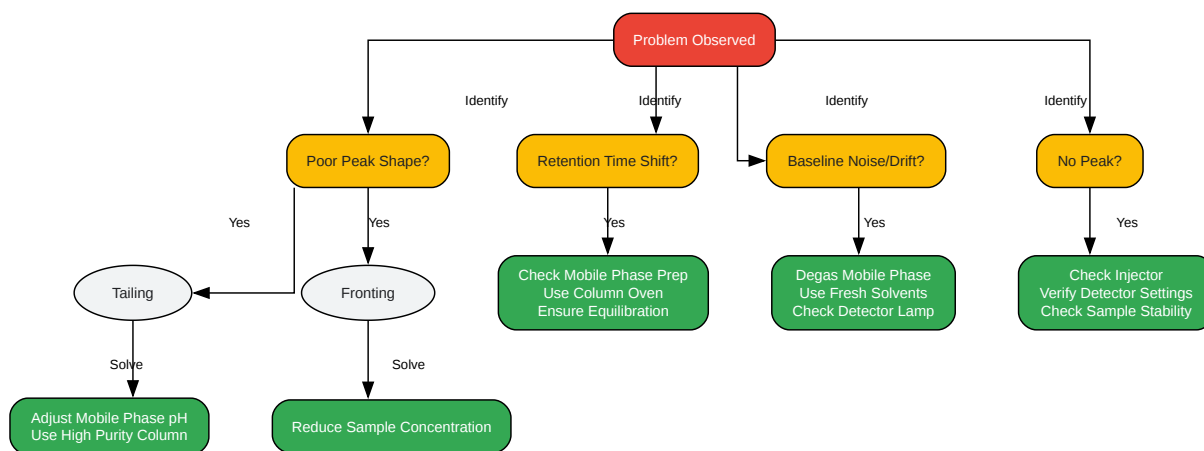 Problem Observed
Identify
Identify
Identify
Identify
Poor Peak Shape?
Retention Time Shift?
Baseline Noise/Drift?
No Peak?
Yes
Yes
Yes
Yes
Yes
Tailing
Fronting
Check Mobile Phase Prep
Use Column Oven
Ensure Equilibration
Degas Mobile Phase
Use Fresh Solvents
Check Detector Lamp
Check Injector
Verify Detector Settings
Check Sample Stability
Solve
Solve
Adjust Mobile Phase pH
Use High Purity Column
Reduce Sample Concentration